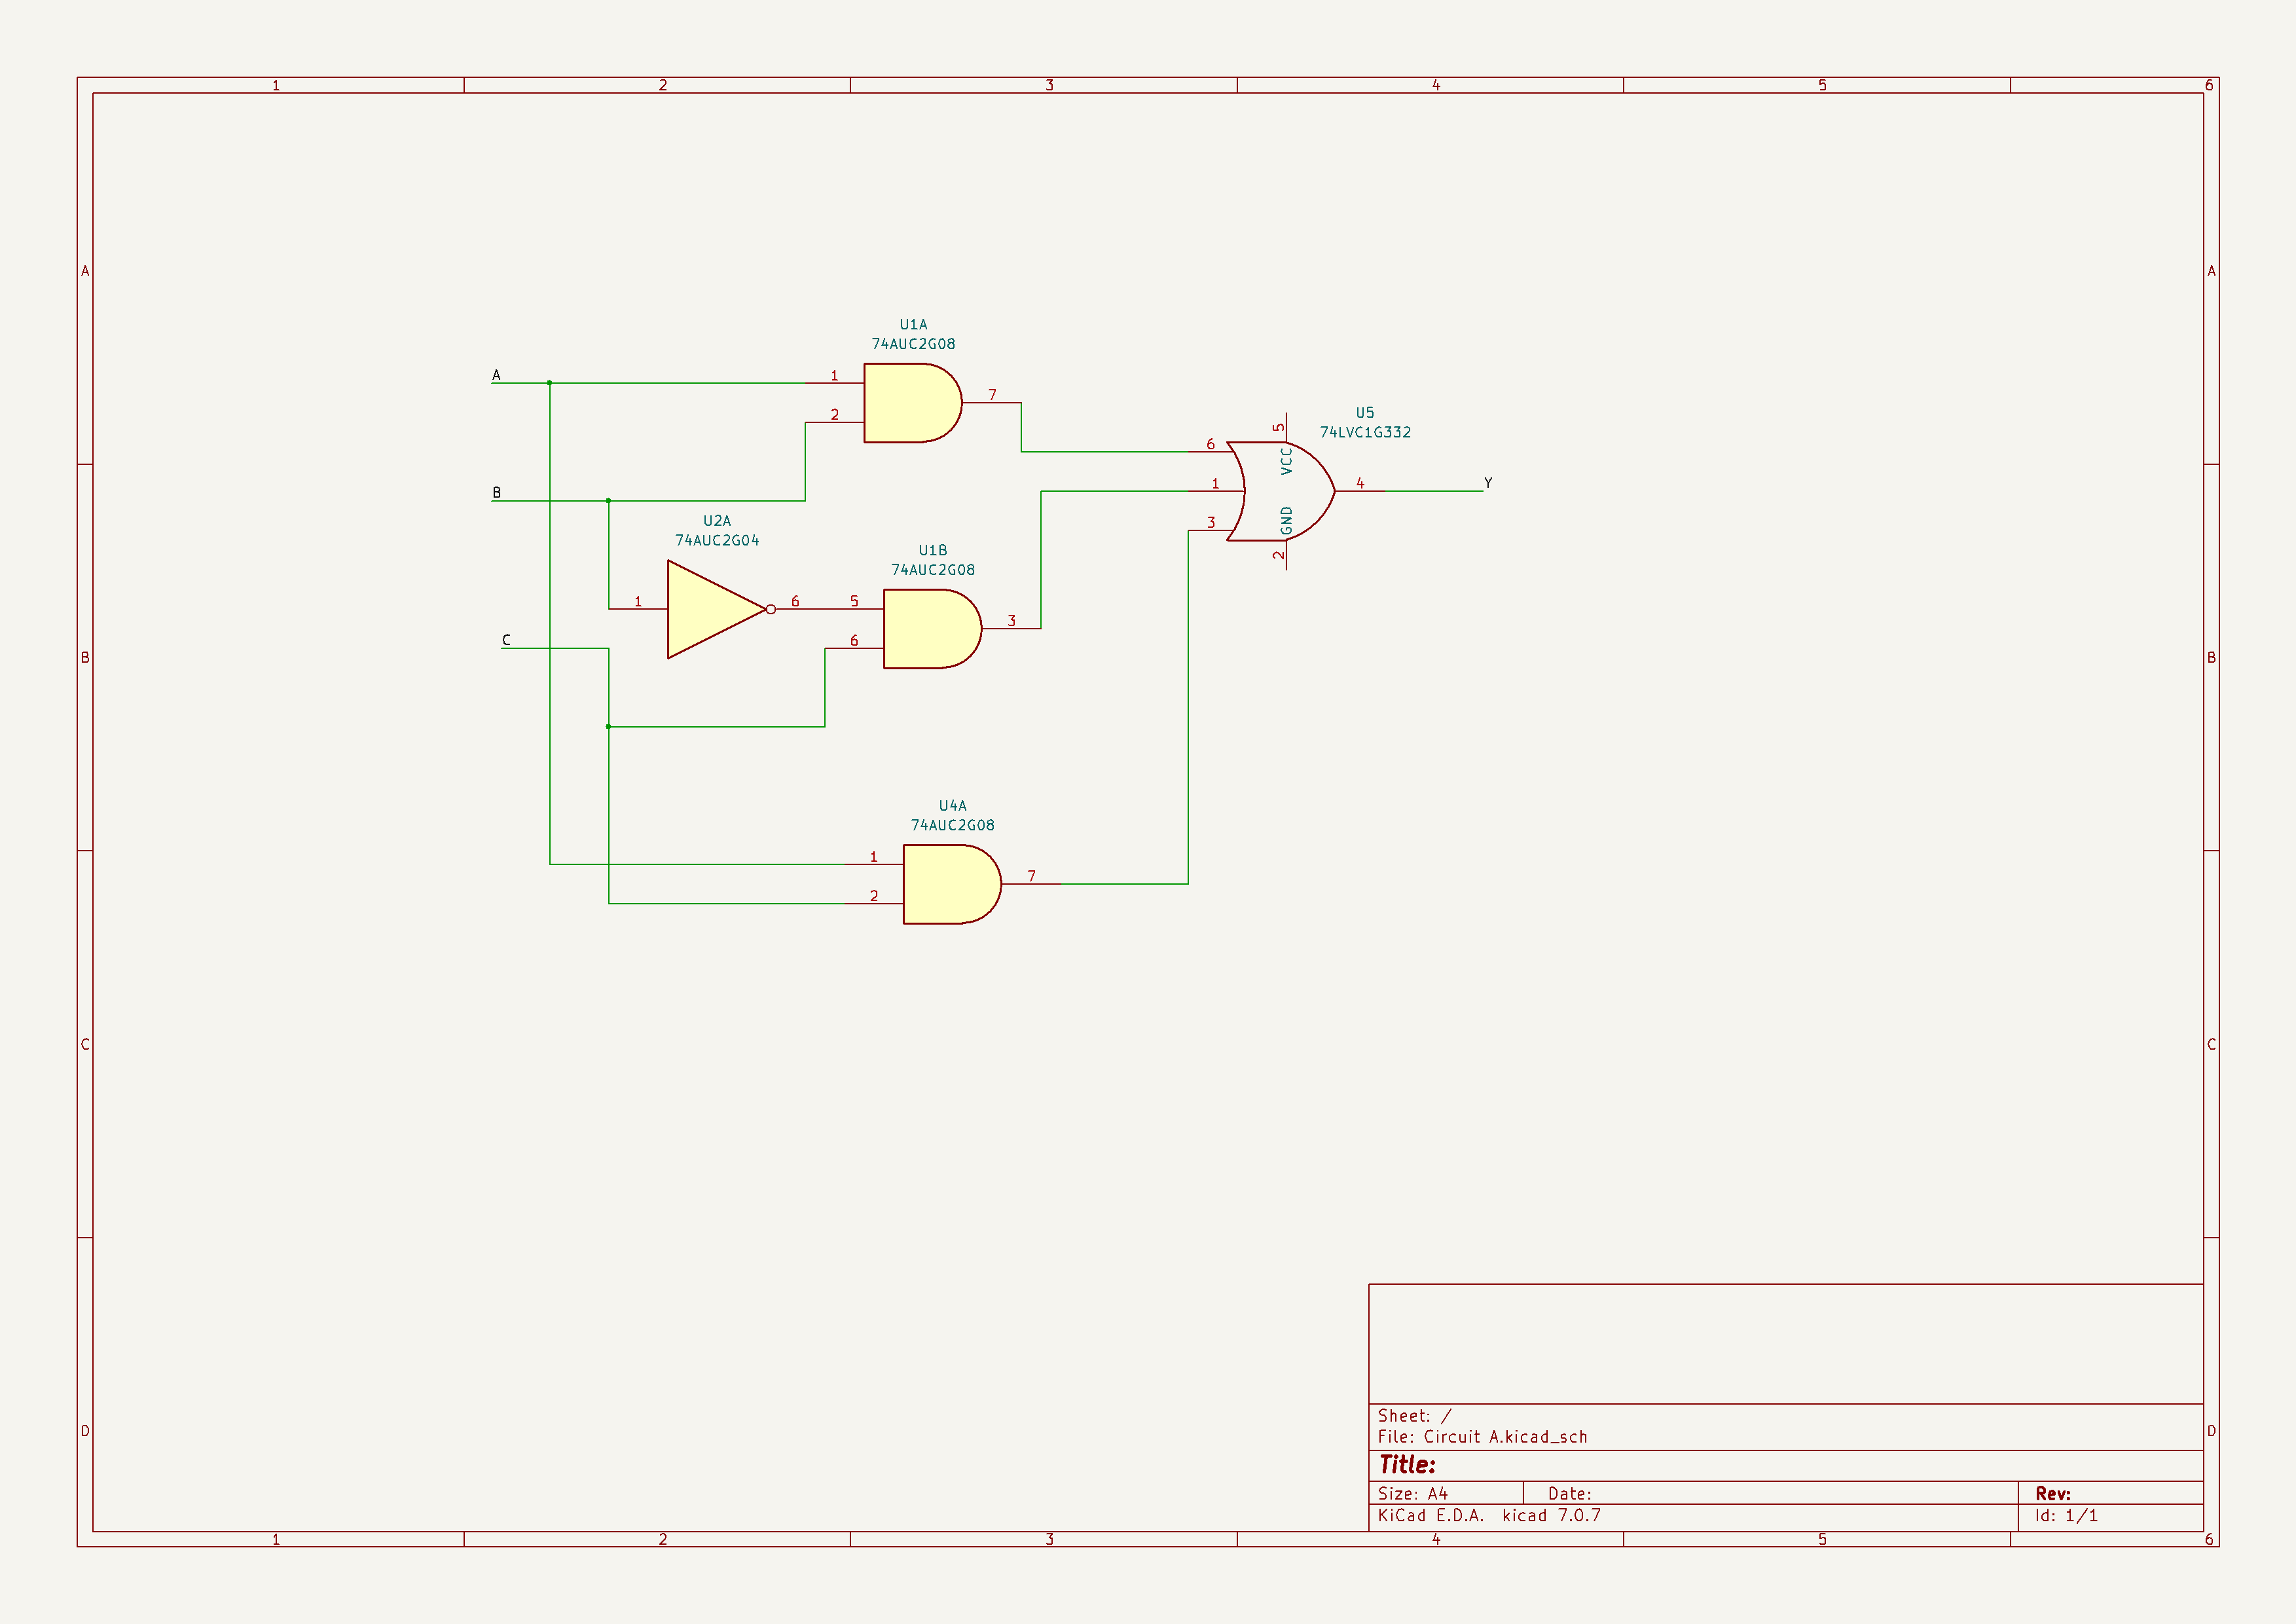 1 2 3 4 5 6
A A
U1A
74AUC2G08
A 1
7
2
U5
74LVC1G332
5
6
VCC
B 1 4 Y
3
GND
2
U2A
74AUC2G04
U1B
74AUC2G08
1 6 5
3
C 6
B B
U4A
74AUC2G08
1
7
2
C C
Sheet: /
File: Circuit A.kicad_sch
D D
Title:
Size: A4 Date: Rev:
KiCad E.D.A. kicad 7.0.7 Id: 1/1
1 2 3 4 5 6